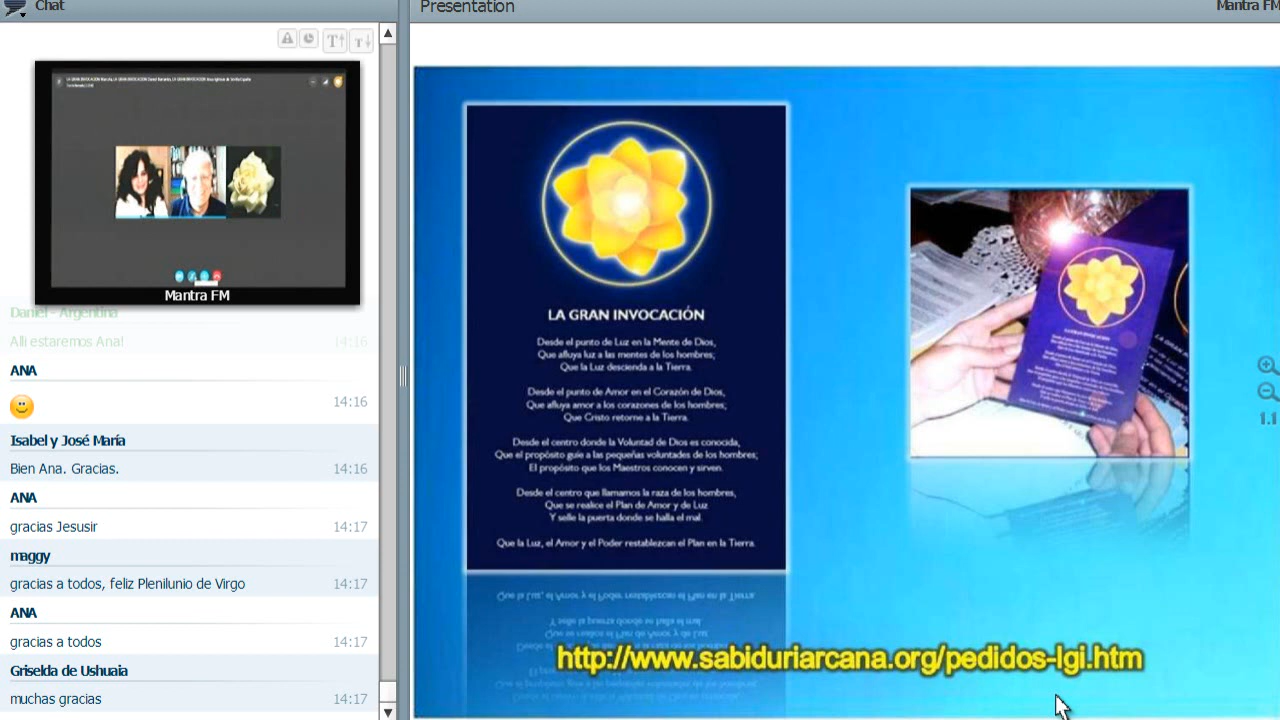 Chat
Mantra FM
Daniel - Argentina
Alli estaremos Ana!
14:16
ANA
14:16
Isabel y José María
Bien Ana. Gracias.
14:16
ANA
gracias Jesusir
14:17
maggy
gracias a todos, feliz Plenilunio de Virgo
14:17
ANA
gracias a todos
14:17
Griselda de Ushuaia
muchas gracias
14:17
Presentation
Mantra FM
LA GRAN INVOCACIÓN
Desde el punto de Luz en la Mente de Dios,
Que afluya luz a las mentes de los hombres;
Que la Luz descienda a la Tierra.
Desde el punto de Amor en el Corazón de Dios,
Que afluya amor a los corazones de los hombres;
Que Cristo retorne a la Tierra.
Desde el centro donde la Voluntad de Dios es conocida,
Que el propósito guíe a las pequeñas voluntades de los hombres;
El propósito que los Maestros conocen y sirven.
Desde el centro que llamamos la raza de los hombres,
Que se realice el Plan de Amor y de Luz
Y selle la puerta donde se halla el mal.
Que la Luz, el Amor y el Poder restablezcan el Plan en la Tierra.
LA GRAN INVOCACIÓN
http://www.sabiduriarcana.org/pedidos-lgi.htm
1.1